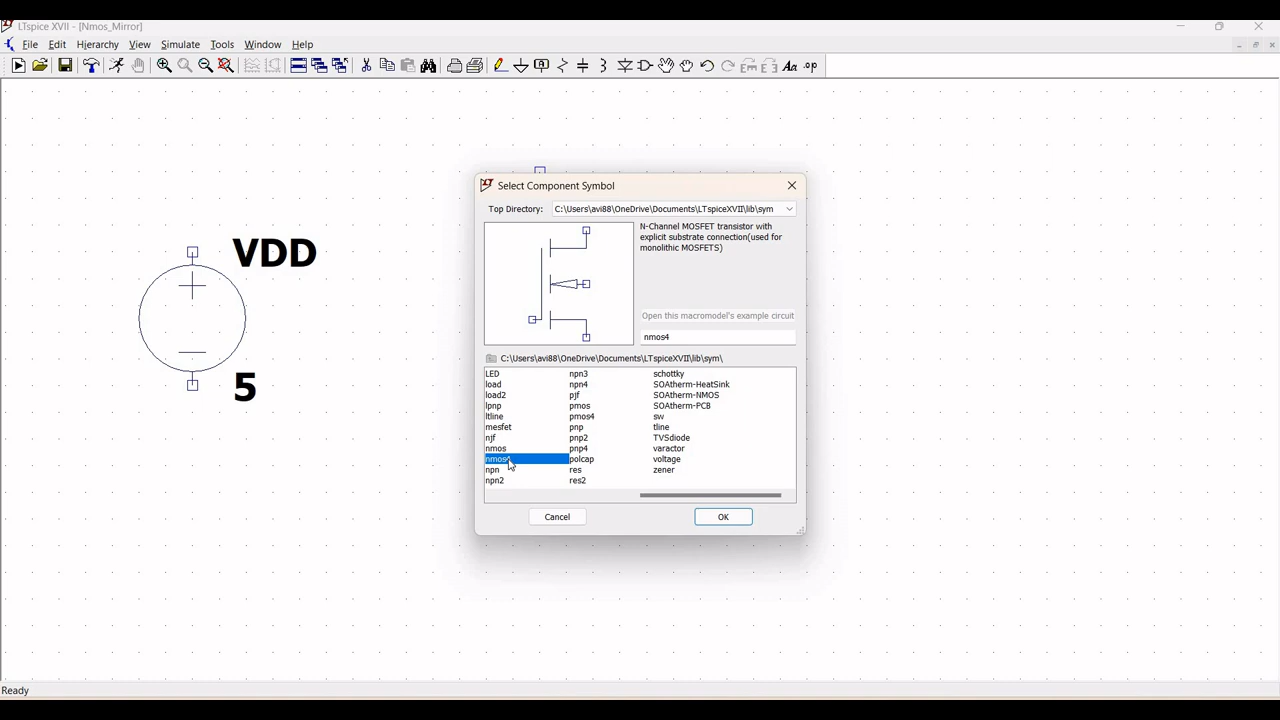 LTspice XVII - [Nmos_Mirror]
File Edit Hierarchy View Simulate Tools Window Help
Aa .op
Select Component Symbol
Top Directory: C:\Users\avi88\OneDrive\Documents\LTspiceXVII\lib\sym
N-Channel MOSFET transistor with
explicit substrate connection(used for
monolithic MOSFETS)
VDD
5
Open this macromodel's example circuit
nmos4
C:\Users\avi88\OneDrive\Documents\LTspiceXVII\lib\sym\
LED npn3 schottky
load npn4 SOAtherm-HeatSink
load2 pjf SOAtherm-NMOS
lpnp pmos SOAtherm-PCB
ltline pmos4 sw
mesfet pnp tline
njf pnp2 TVSdiode
nmos pnp4 varactor
nmos4 polcap voltage
npn res zener
npn2 res2
Cancel OK
Ready